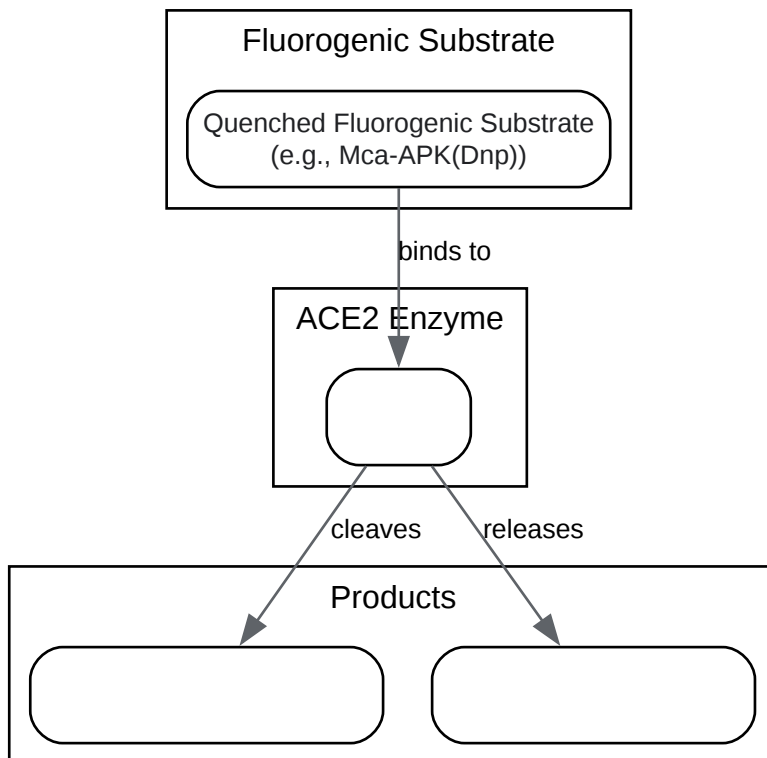 Fluorogenic Substrate
Quenched Fluorogenic Substrate
(e.g., Mca-APK(Dnp))
binds to
ACE2 Enzyme
cleaves
releases
Products